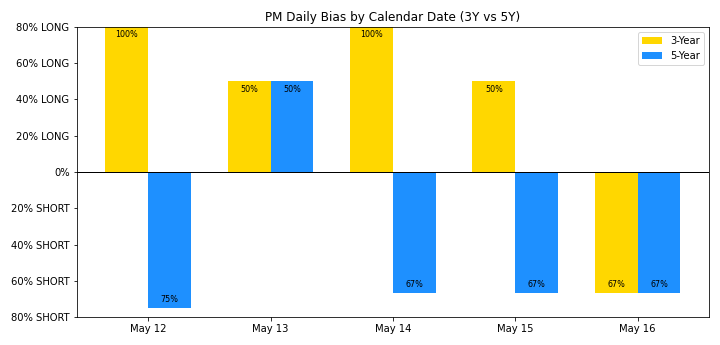 PM Daily Bias by Calendar Date (3Y vs 5Y)
80% LONG
60% LONG
40% LONG
20% LONG
0%
20% SHORT
40% SHORT
60% SHORT
80% SHORT
3-Year
5-Year
100%
75%
50%
50%
100%
67%
50%
67%
67%
67%
May 12
May 13
May 14
May 15
May 16